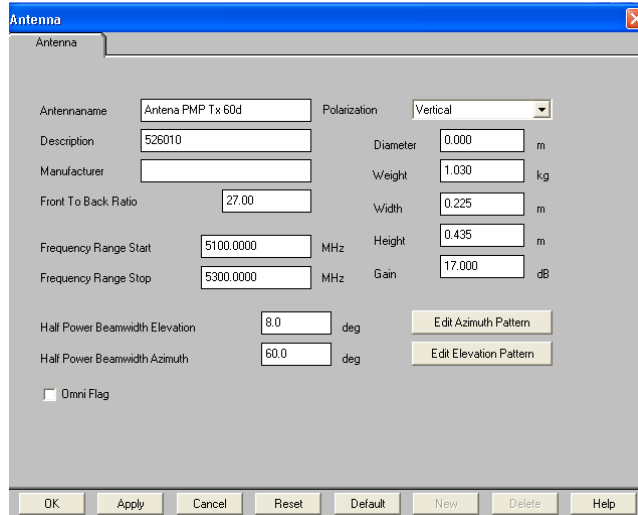 Antenna
Antenna
Antennaname Antena PMP Tx 60d Polarization Vertical
Description 526010 Diameter 0.000 m
Manufacturer Weight 1.030 kg
Front To Back Ratio 27.00 Width 0.225 m
Frequency Range Start 5100.0000 MHz Height 0.435 m
Frequency Range Stop 5300.0000 MHz Gain 17.000 dB
Half Power Beamwidth Elevation 8.0 deg Edit Azimuth Pattern
Half Power Beamwidth Azimuth 60.0 deg Edit Elevation Pattern
Omni Flag
OK Apply Cancel Reset Default New Delete Help